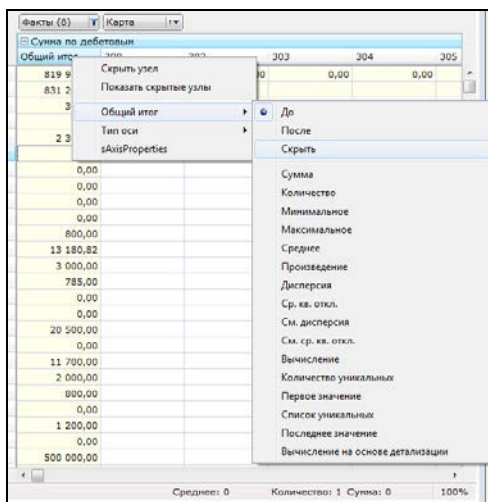 Факты (8) Карта
Сумма по дебетовым
Общий итог 303 304 305
819 9 0,00 0,00
831 2
3
2 3
Скрыть узел
Показать скрытые узлы
Общий итог
Тип оси
sAxisProperties
До
После
Скрыть
Сумма
Количество
Минимальное
Максимальное
Среднее
Произведение
Дисперсия
Ср. кв. откл.
См. дисперсия
См. ср. кв. откл.
Вычисление
Количество уникальных
Первое значение
Список уникальных
Последнее значение
Вычисление на основе детализации
0,00
0,00
0,00
0,00
800,00
13 180,82
3 000,00
785,00
0,00
0,00
20 500,00
0,00
11 700,00
2 000,00
800,00
0,00
1 200,00
0,00
500 000,00
Среднее: 0 Количество: 1 Сумма: 0 100%